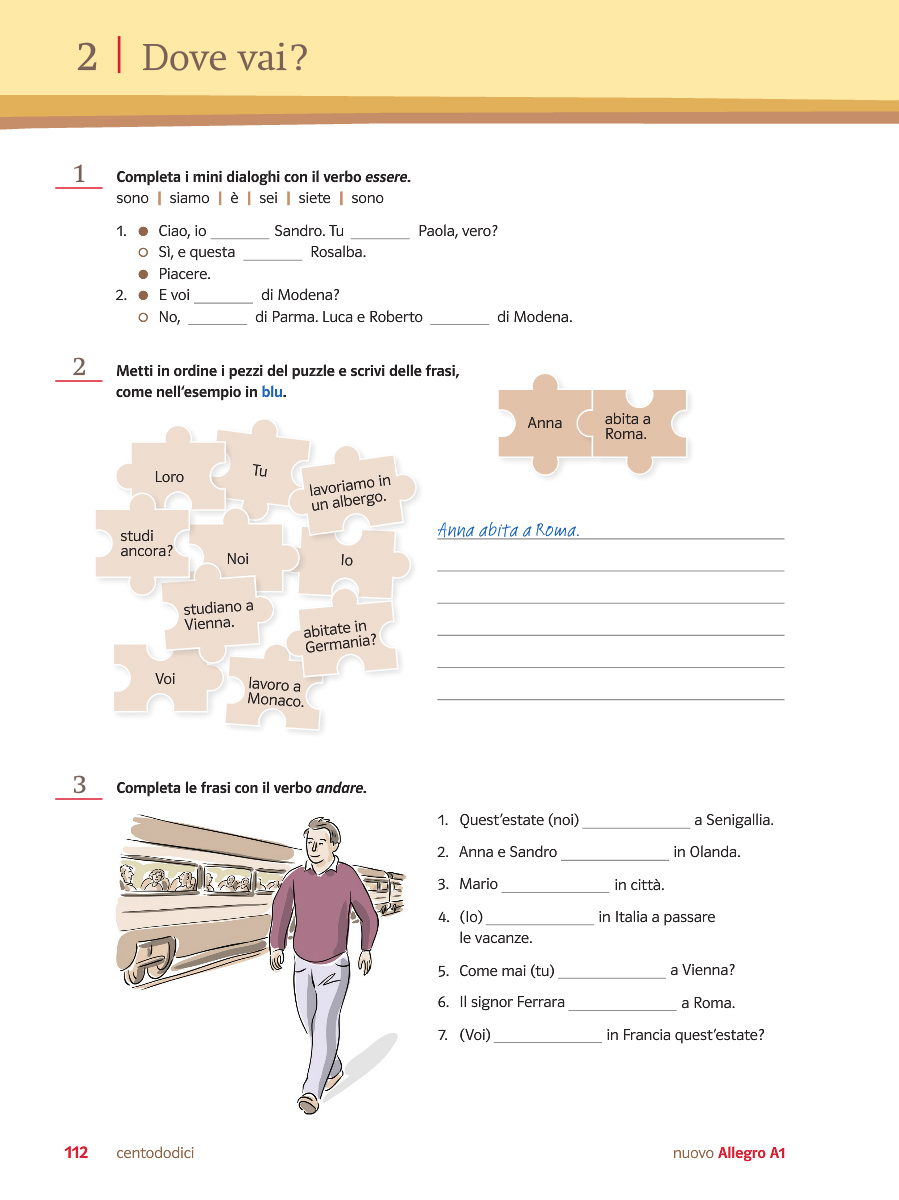 2 | Dove vai?
1
Completa i mini dialoghi con il verbo essere.
sono | siamo | è | sei | siete | sono
1. ● Ciao, io ______ Sandro. Tu ______ Paola, vero?
○ Sì, e questa ______ Rosalba.
● Piacere.
2. ● E voi ______ di Modena?
○ No, ______ di Parma. Luca e Roberto ______ di Modena.
2
Metti in ordine i pezzi del puzzle e scrivi delle frasi,
come nell'esempio in blu.
Anna
abita a
Roma.
Loro
Tu
lavoriamo in
un albergo.
studi
ancora?
Noi
Io
studiano a
Vienna.
abitate in
Germania?
Voi
lavoro a
Monaco.
Anna abita a Roma.
3
Completa le frasi con il verbo andare.
1. Quest'estate (noi) ____________ a Senigallia.
2. Anna e Sandro ____________ in Olanda.
3. Mario ____________ in città.
4. (Io) ____________ in Italia a passare
le vacanze.
5. Come mai (tu) ____________ a Vienna?
6. Il signor Ferrara ____________ a Roma.
7. (Voi) ____________ in Francia quest'estate?
112 centododici
nuovo Allegro A1